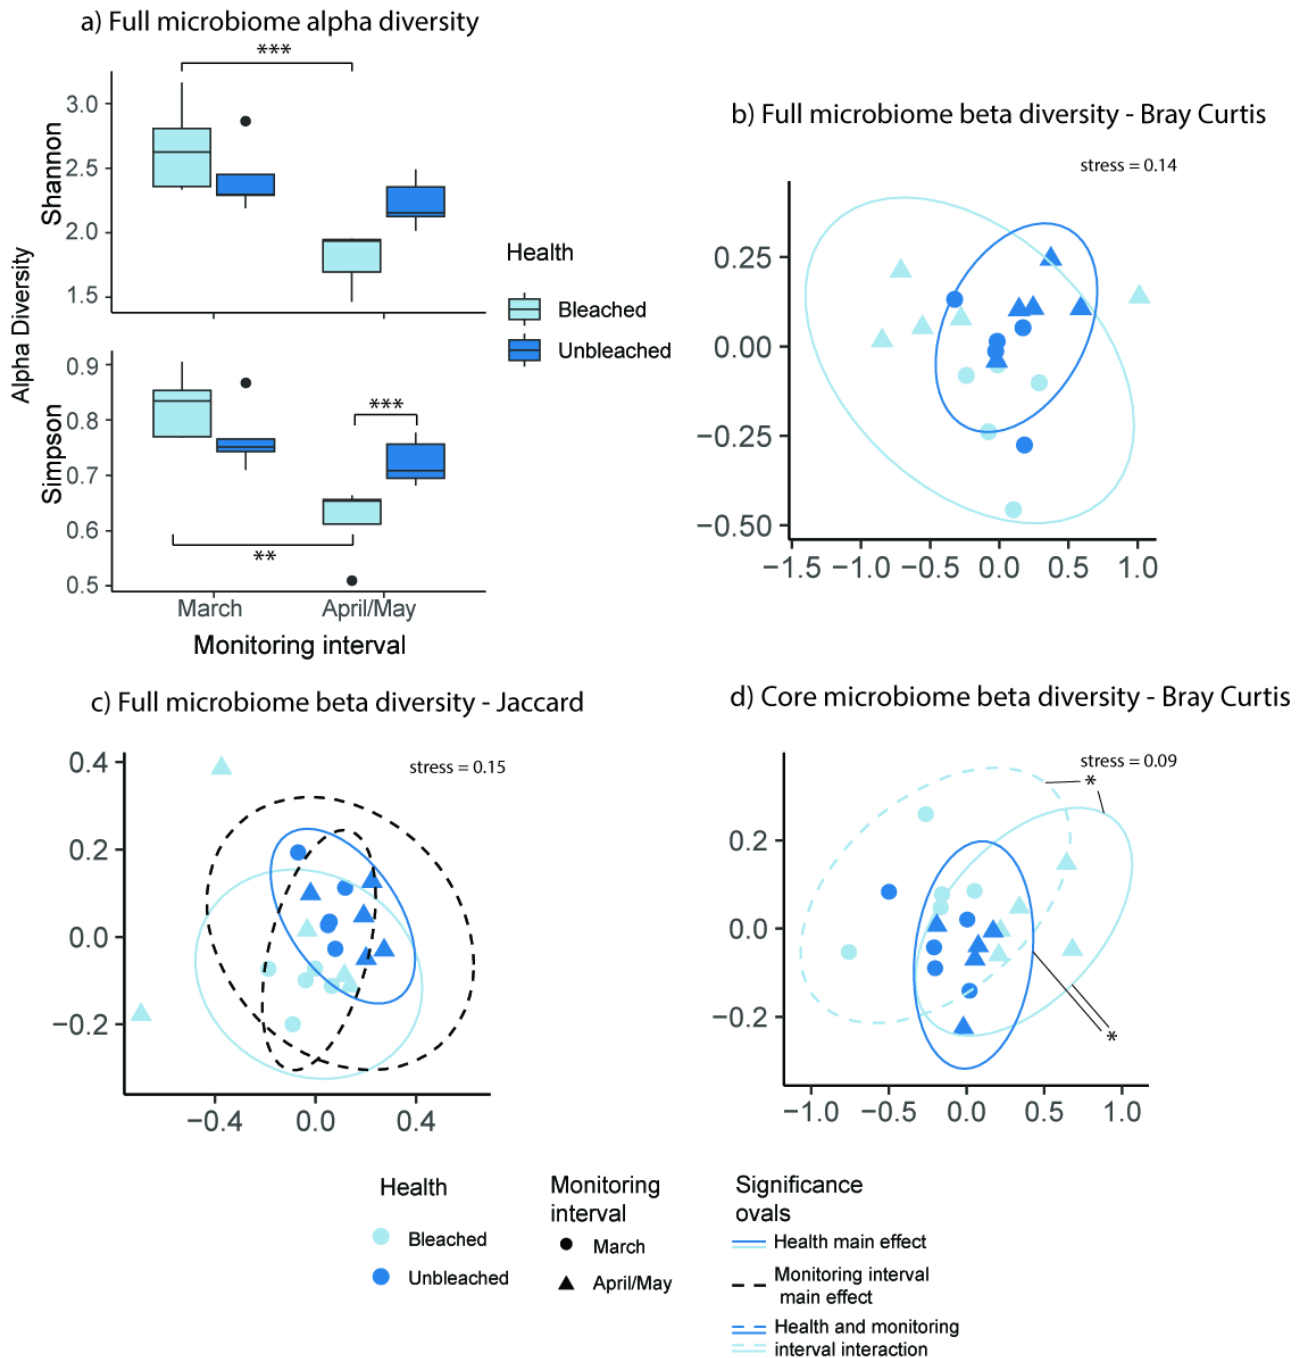 a) Full microbiome alpha diversity
***
Alpha Diversity
Shannon
3.0
2.5
2.0
1.5
Simpson
0.9
0.8
0.7
0.6
0.5
***
**
March April/May
Monitoring interval
Health
Bleached
Unbleached
b) Full microbiome beta diversity - Bray Curtis
stress = 0.14
0.25
0.00
−0.25
−0.50
−1.5 −1.0 −0.5 0.0 0.5 1.0
c) Full microbiome beta diversity - Jaccard
stress = 0.15
0.4
0.2
0.0
−0.2
−0.4 0.0 0.4
d) Core microbiome beta diversity - Bray Curtis
stress = 0.09
*
0.2
0.0
−0.2
*
−1.0 −0.5 0.0 0.5 1.0
Health
Bleached
Unbleached
Monitoring
interval
March
April/May
Significance
ovals
Health main effect
Monitoring interval
main effect
Health and monitoring
interval interaction